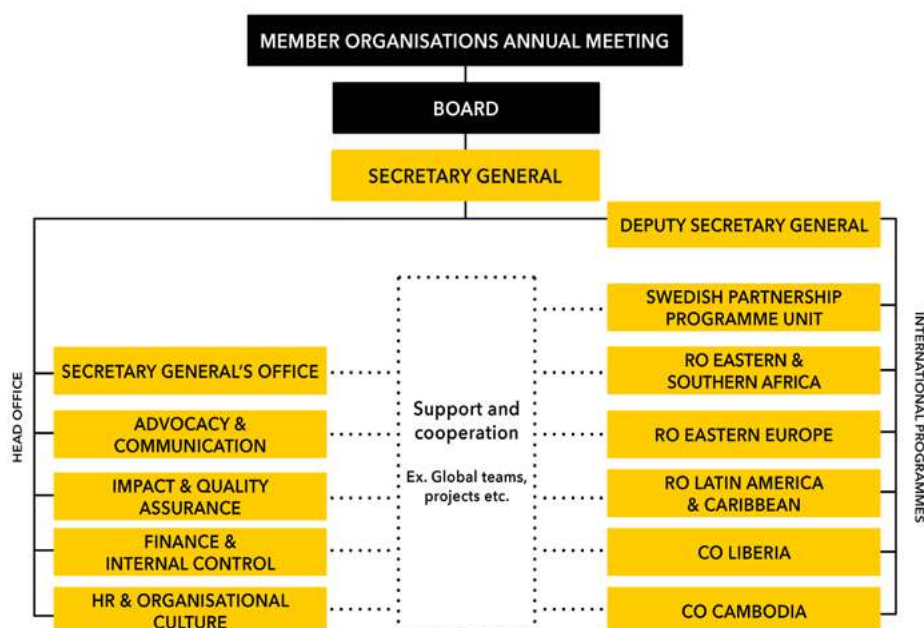 MEMBER ORGANISATIONS ANNUAL MEETING
BOARD
SECRETARY GENERAL
DEPUTY SECRETARY GENERAL
HEAD OFFICE
SECRETARY GENERAL'S OFFICE
ADVOCACY &
COMMUNICATION
IMPACT & QUALITY
ASSURANCE
FINANCE &
INTERNAL CONTROL
HR & ORGANISATIONAL
CULTURE
Support and
cooperation
Ex. Global teams,
projects etc.
SWEDISH PARTNERSHIP
PROGRAMME UNIT
RO EASTERN &
SOUTHERN AFRICA
RO EASTERN EUROPE
RO LATIN AMERICA
& CARIBBEAN
CO LIBERIA
CO CAMBODIA
INTERNATIONAL PROGRAMMES